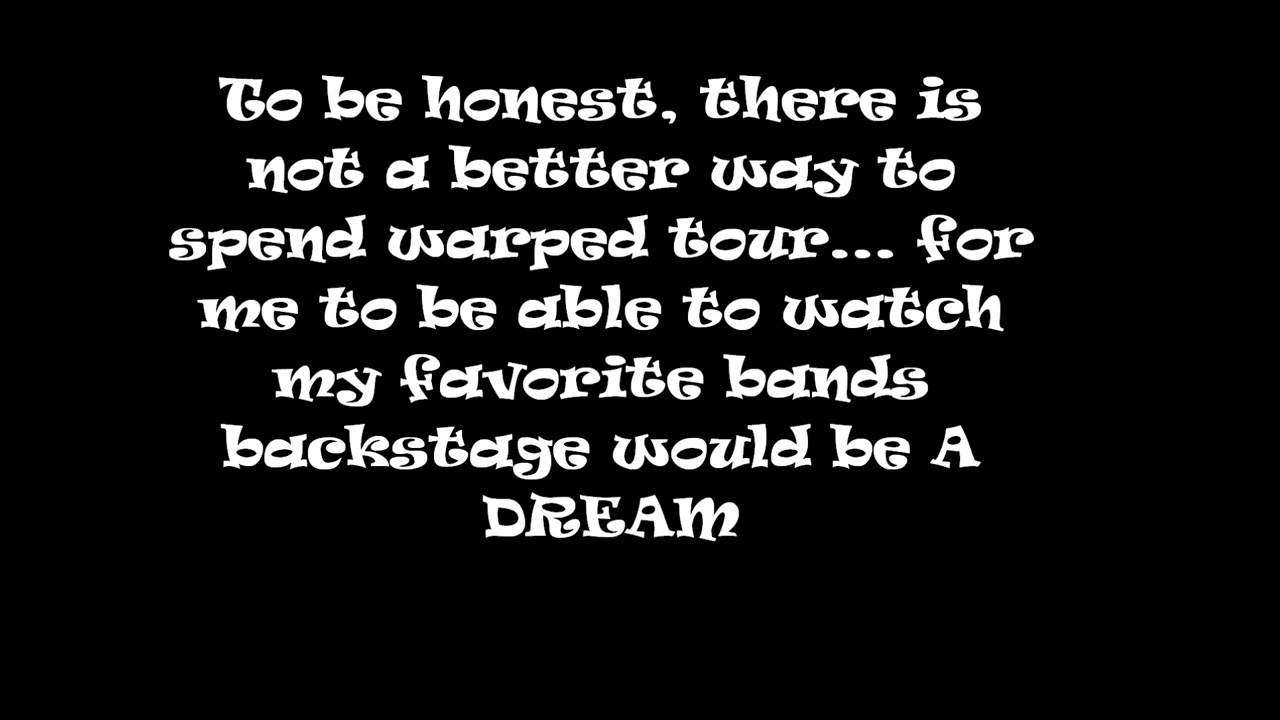 To be honest, there is
not a better way to
spend warped tour... for
me to be able to watch
my favorite bands
backstage would be A
DREAM